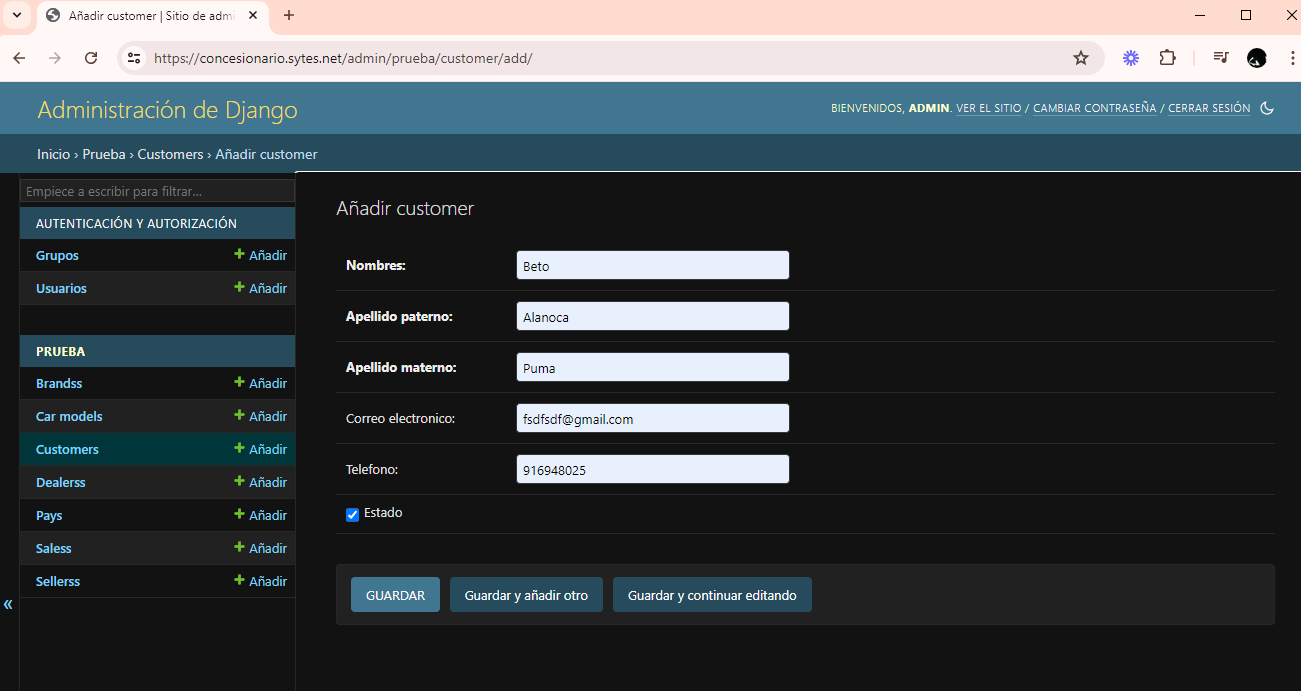 Añadir customer | Sitio de admi
https://concesionario.sytes.net/admin/prueba/customer/add/
Administración de Django
BIENVENIDOS, ADMIN. VER EL SITIO / CAMBIAR CONTRASEÑA / CERRAR SESIÓN
Inicio › Prueba › Customers › Añadir customer
Empiece a escribir para filtrar...
AUTENTICACIÓN Y AUTORIZACIÓN
Grupos + Añadir
Usuarios + Añadir
PRUEBA
Brandss + Añadir
Car models + Añadir
Customers + Añadir
Dealerss + Añadir
Pays + Añadir
Saless + Añadir
Sellerss + Añadir
«
Añadir customer
Nombres: Beto
Apellido paterno: Alanoca
Apellido materno: Puma
Correo electronico: fsdfsdf@gmail.com
Telefono: 916948025
Estado
GUARDAR Guardar y añadir otro Guardar y continuar editando